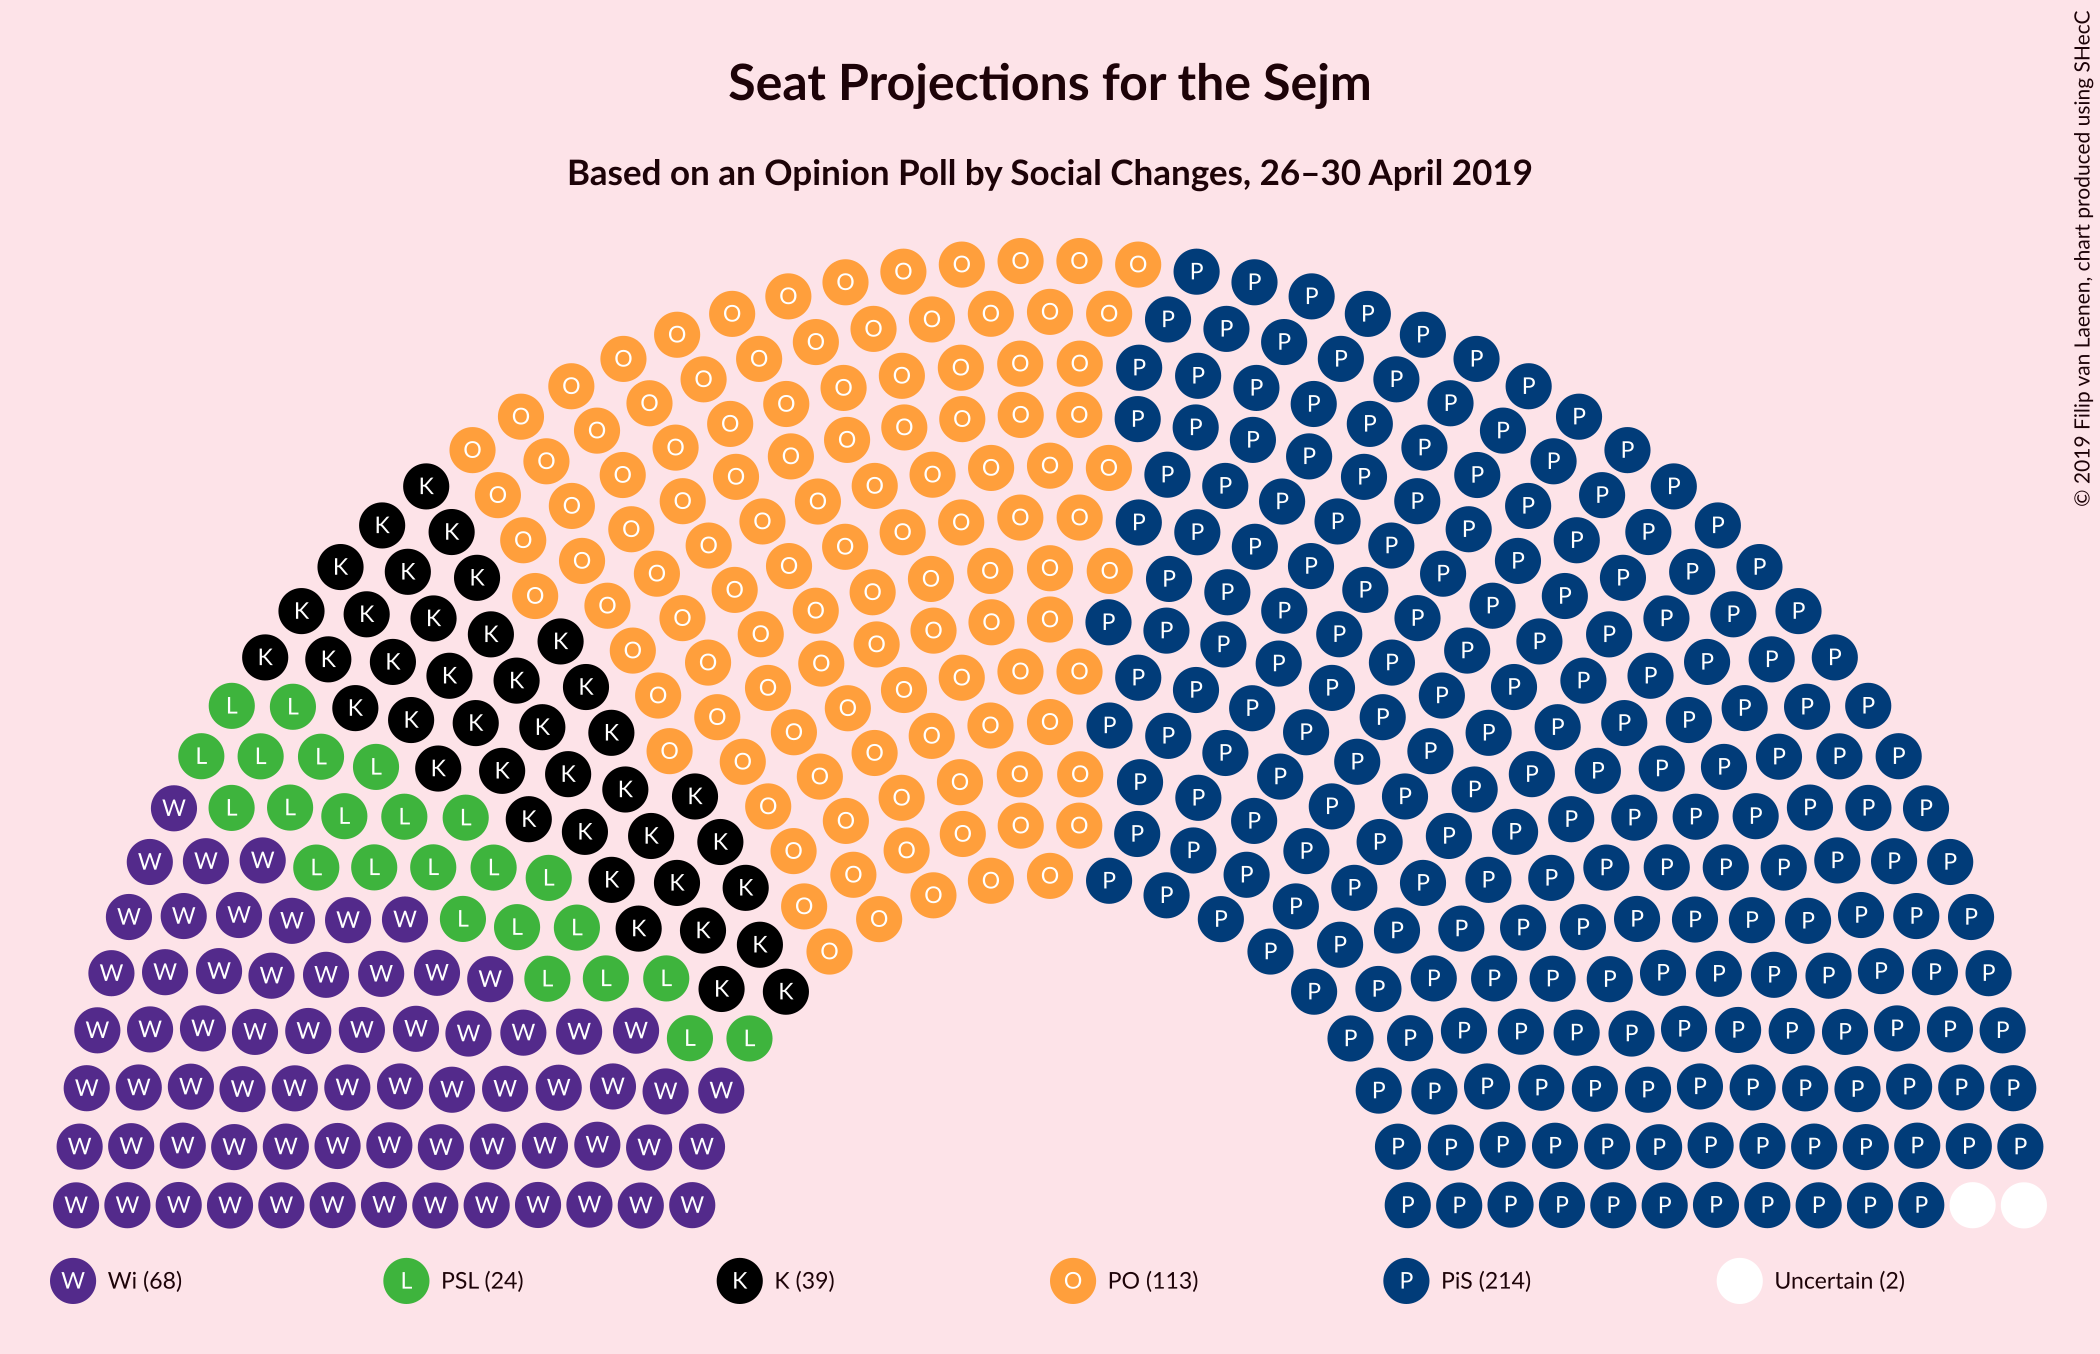 Seat Projections for the Sejm
Based on an Opinion Poll by Social Changes, 26–30 April 2019
© 2019 Filip van Laenen, chart produced using SHecC
W Wi (68)
L PSL (24)
K K (39)
O PO (113)
P PiS (214)
Uncertain (2)